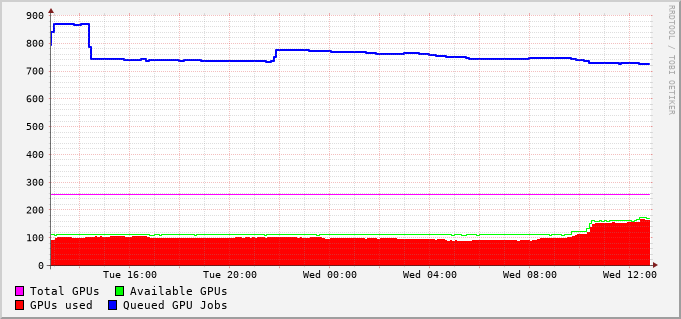 900
800
700
600
500
400
300
200
100
0
Tue 16:00 Tue 20:00 Wed 00:00 Wed 04:00 Wed 08:00 Wed 12:00
Total GPUs Available GPUs
GPUs used Queued GPU Jobs
RRDTOOL / TOBI OETIKER